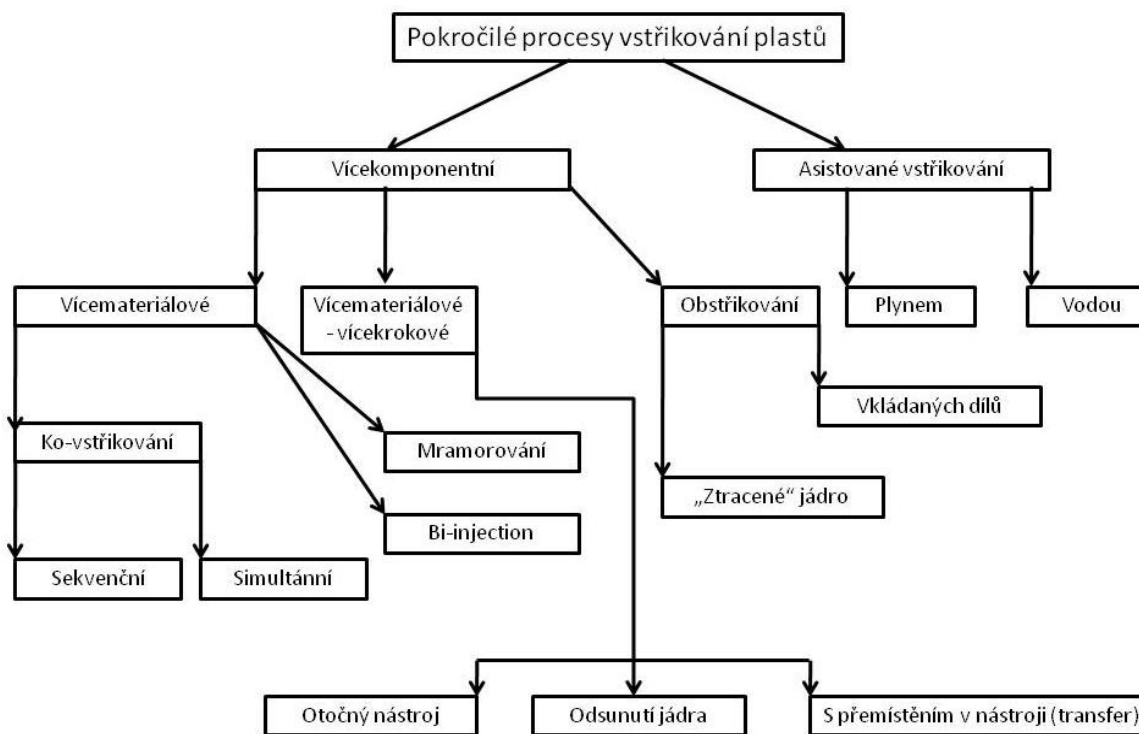 Pokročilé procesy vstřikování plastů
Vícekomponentní
Asistované vstřikování
Vícemateriálové
Vícemateriálové
- vícekrokové
Obstřikování
Plynem
Vodou
Vkládaných dílů
Ko-vstřikování
Mramorování
„Ztracené“ jádro
Bi-injection
Sekvenční
Simultánní
Otočný nástroj
Odsunutí jádra
S přemístěním v nástroji (transfer)